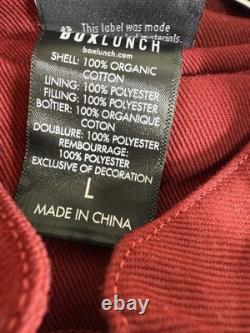 This label was made
materials.
BOXLUNCH
boxlunch.com
SHELL: 100% ORGANIC
COTTON
LINING: 100% POLYESTER
FILLING: 100% POLYESTER
BOÎTIER: 100% ORGANIQUE
COTON
DOUBLURE: 100% POLYESTER
REMBOURRAGE:
100% POLYESTER
EXCLUSIVE OF DECORATION
L
MADE IN CHINA